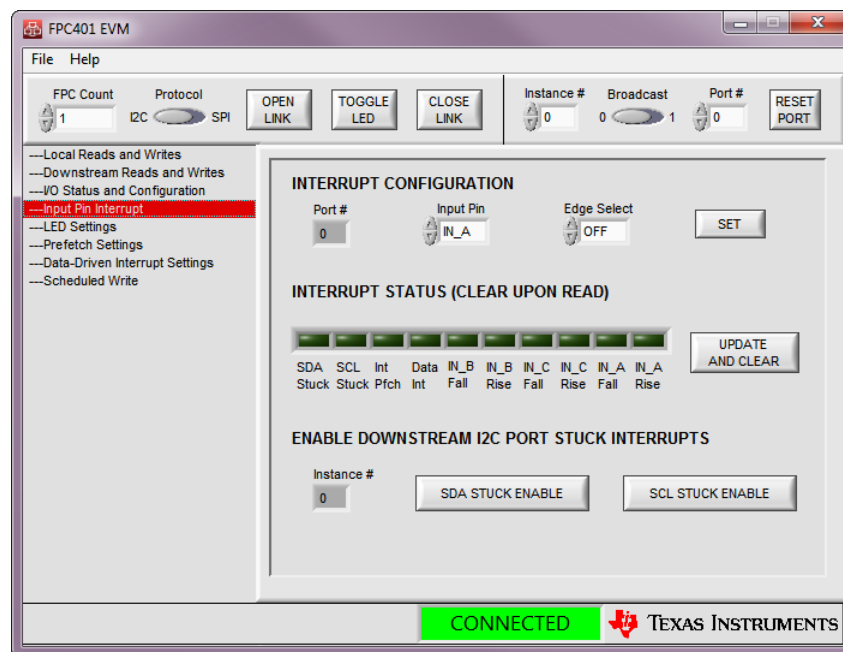 FPC401 EVM
File Help
FPC Count Protocol Instance # Broadcast Port #
1 I2C SPI OPEN LINK TOGGLE LED CLOSE LINK 0 0 1 0 RESET PORT
---Local Reads and Writes
---Downstream Reads and Writes
---I/O Status and Configuration
---Input Pin Interrupt
---LED Settings
---Prefetch Settings
---Data-Driven Interrupt Settings
---Scheduled Write
INTERRUPT CONFIGURATION
Port # Input Pin Edge Select
0 IN_A OFF SET
INTERRUPT STATUS (CLEAR UPON READ)
UPDATE AND CLEAR
SDA SCL Int Data IN_B IN_B IN_C IN_C IN_A IN_A
Stuck Stuck Pfch Int Fall Rise Fall Rise Fall Rise
ENABLE DOWNSTREAM I2C PORT STUCK INTERRUPTS
Instance #
0 SDA STUCK ENABLE SCL STUCK ENABLE
CONNECTED TEXAS INSTRUMENTS